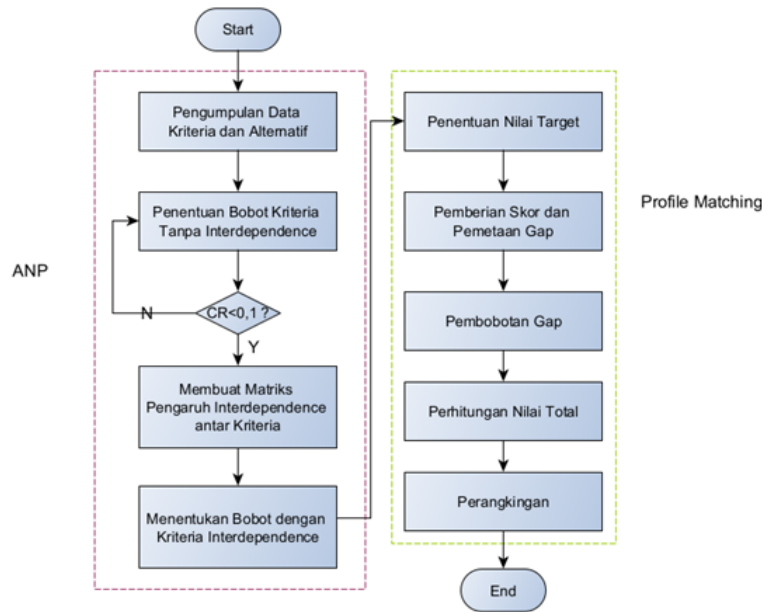 Start
Pengumpulan Data
Kriteria dan Alternatif
Penentuan Bobot Kriteria
Tanpa Interdependence
ANP
CR<0,1 ?
N
Y
Membuat Matriks
Pengaruh Interdependence
antar Kriteria
Menentukan Bobot dengan
Kriteria Interdependence
Penentuan Nilai Target
Pemberian Skor dan
Pemetaan Gap
Profile Matching
Pembobotan Gap
Perhitungan Nilai Total
Perangkingan
End